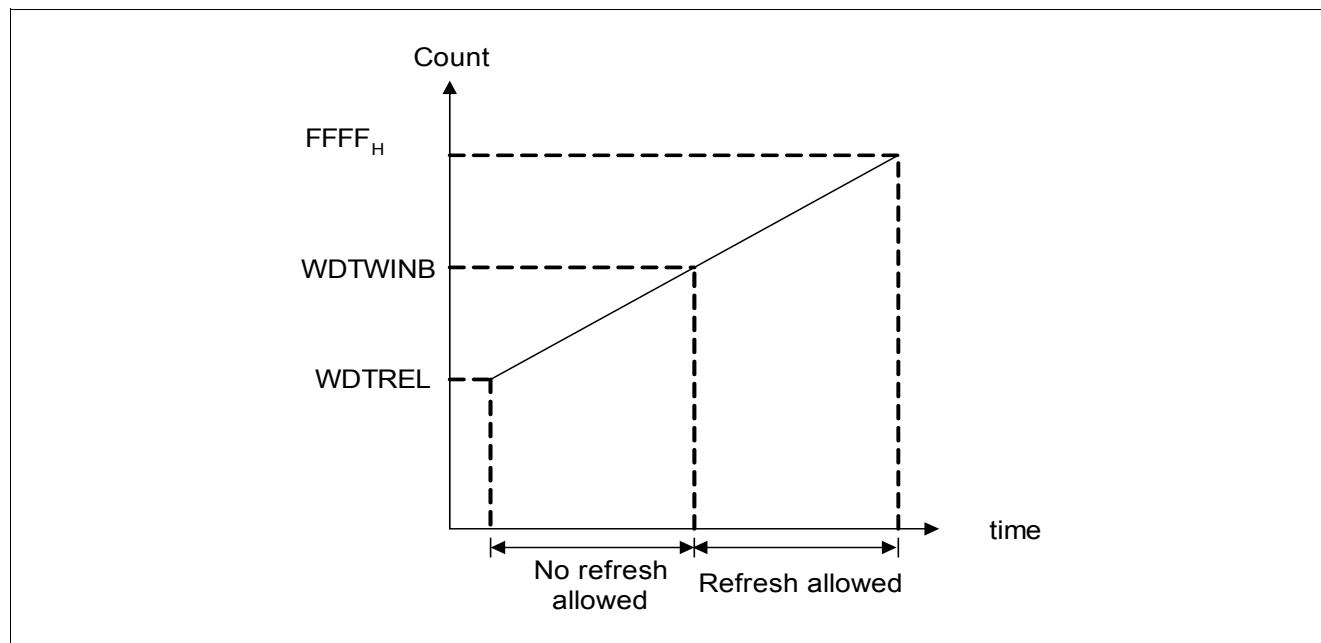 Count
FFFFH
WDTWINB
WDTREL
time
No refresh
allowed
Refresh allowed